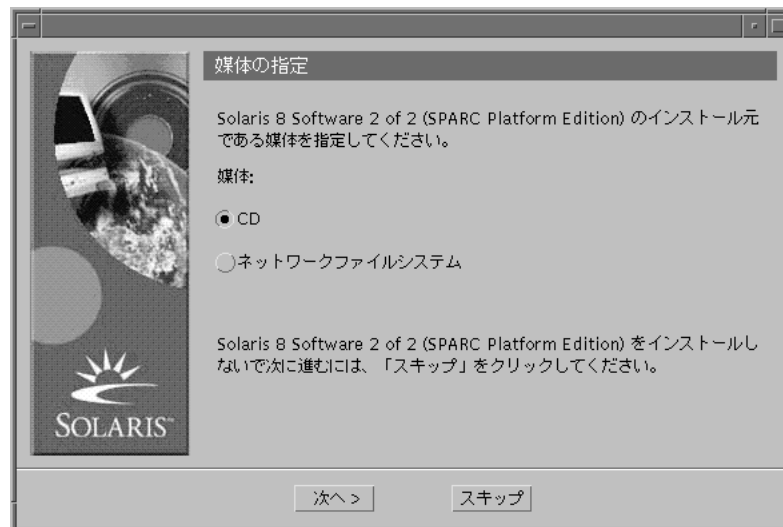 媒体の指定
Solaris 8 Software 2 of 2 (SPARC Platform Edition) のインストール元
である媒体を指定してください。
媒体:
CD
ネットワークファイルシステム
Solaris 8 Software 2 of 2 (SPARC Platform Edition) をインストールし
ないで次に進むには、「スキップ」をクリックしてください。
SOLARIS™
次へ >
スキップ